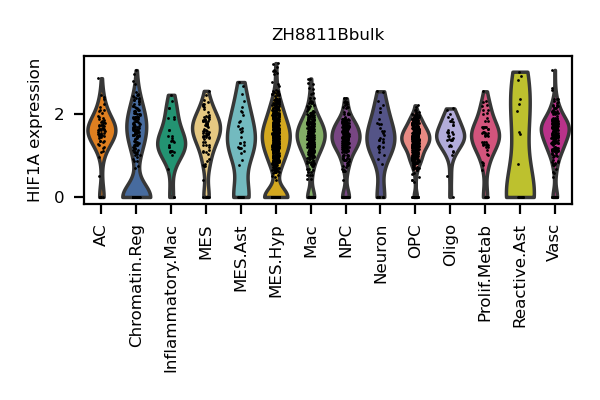 ZH8811Bbulk
HIF1A expression
2
0
AC
Chromatin.Reg
Inflammatory.Mac
MES
MES.Ast
MES.Hyp
Mac
NPC
Neuron
OPC
Oligo
Prolif.Metab
Reactive.Ast
Vasc